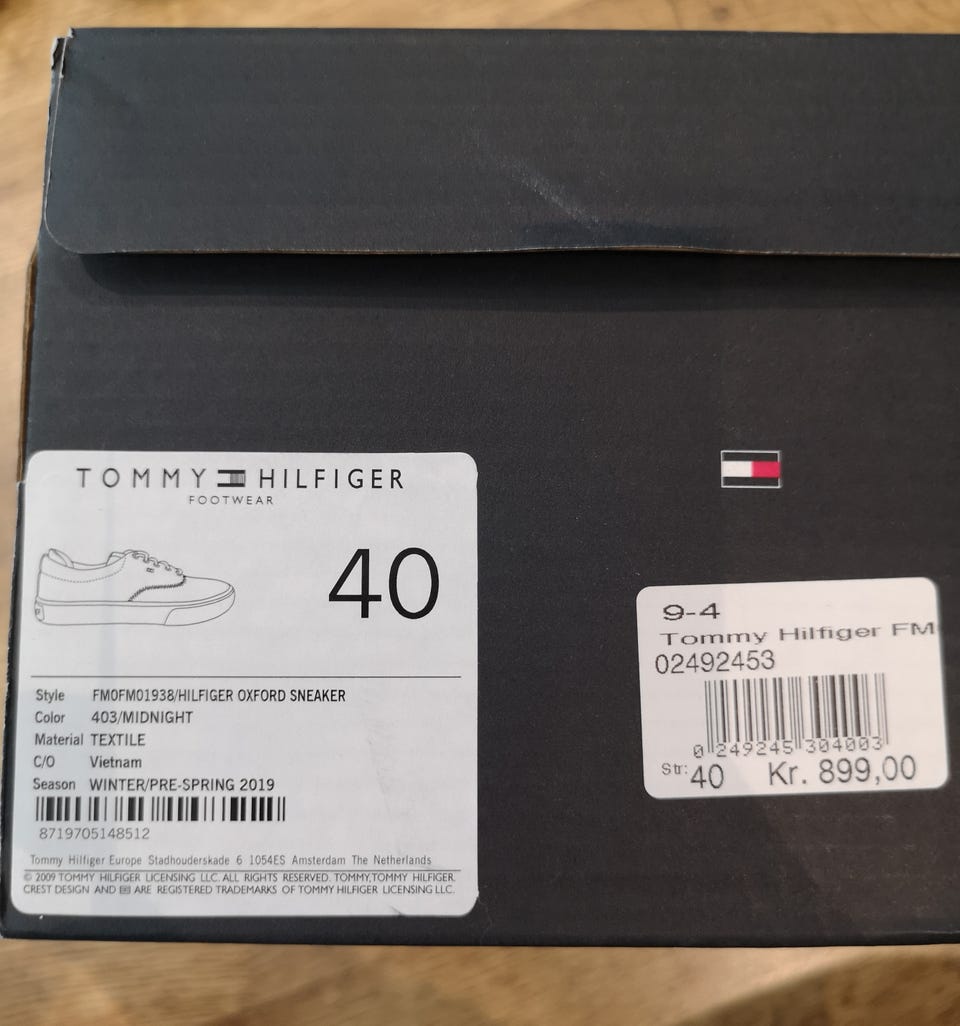 TOMMY HILFIGER
FOOTWEAR
40
Style FM0FM01938/HILFIGER OXFORD SNEAKER
Color 403/MIDNIGHT
Material TEXTILE
C/O Vietnam
Season WINTER/PRE-SPRING 2019
8719705148512
Tommy Hilfiger Europe Stadhouderskade 6 1054ES Amsterdam The Netherlands
© 2009 TOMMY HILFIGER LICENSING LLC. ALL RIGHTS RESERVED. TOMMY,TOMMY HILFIGER.
CREST DESIGN AND ARE REGISTERED TRADEMARKS OF TOMMY HILFIGER LICENSING LLC.
9-4
Tommy Hilfiger FM
02492453
0 249245 304003
Str: 40 Kr. 899,00